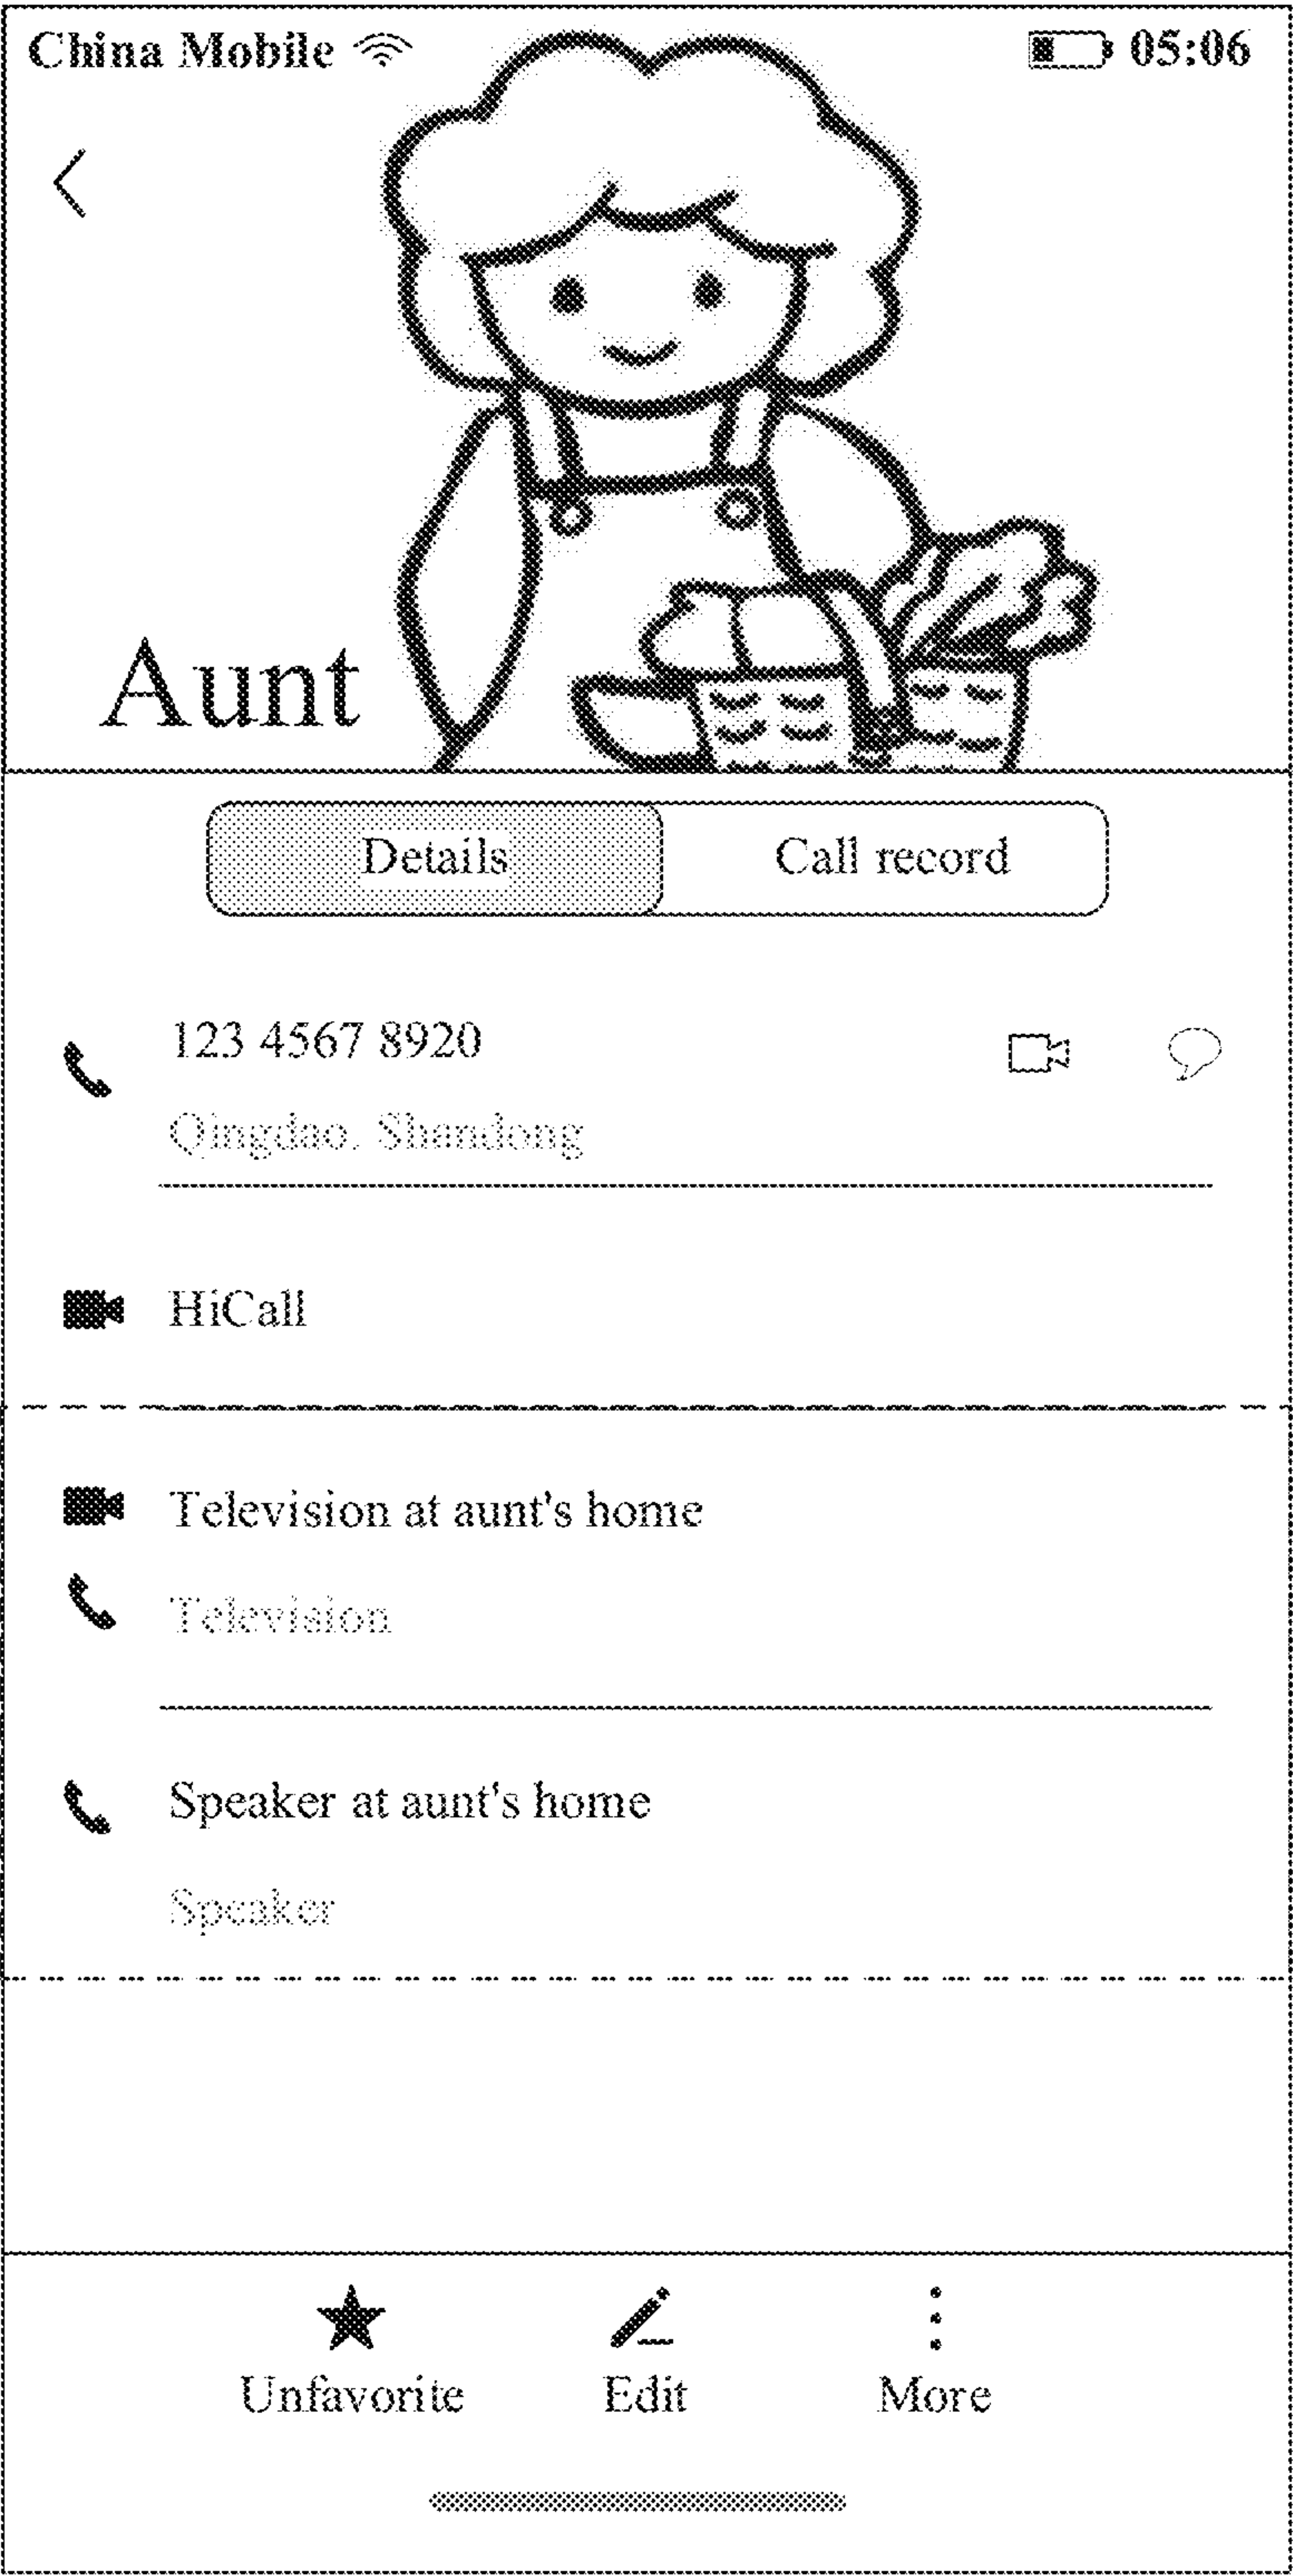 China Mobile 05:06
Aunt
Details Call record
123 4567 8920
Qingdao, Shandong
HiCall
Television at aunt's home
Television
Speaker at aunt's home
Speaker
Unfavorite Edit More